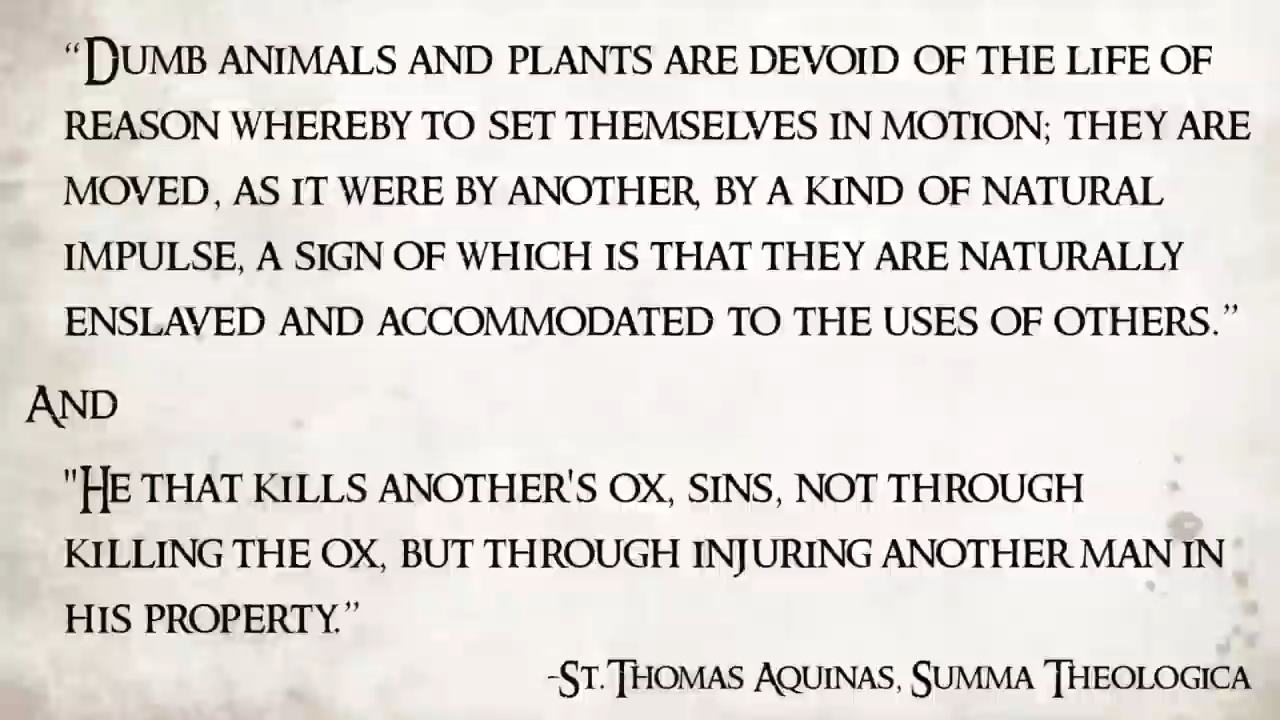 “Dumb animals and plants are devoid of the life of
reason whereby to set themselves in motion; they are
moved, as it were by another, by a kind of natural
impulse, a sign of which is that they are naturally
enslaved and accommodated to the uses of others.”
And
"He that kills another's ox, sins, not through
killing the ox, but through injuring another man in
his property.”
-St. Thomas Aquinas, Summa Theologica